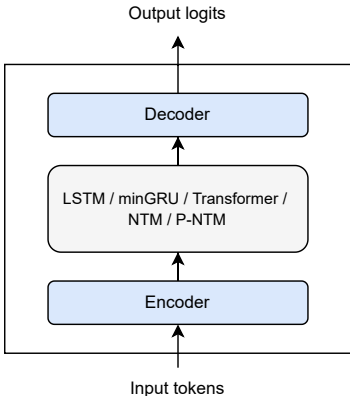 Output logits
Decoder
LSTM / minGRU / Transformer /
NTM / P-NTM
Encoder
Input tokens